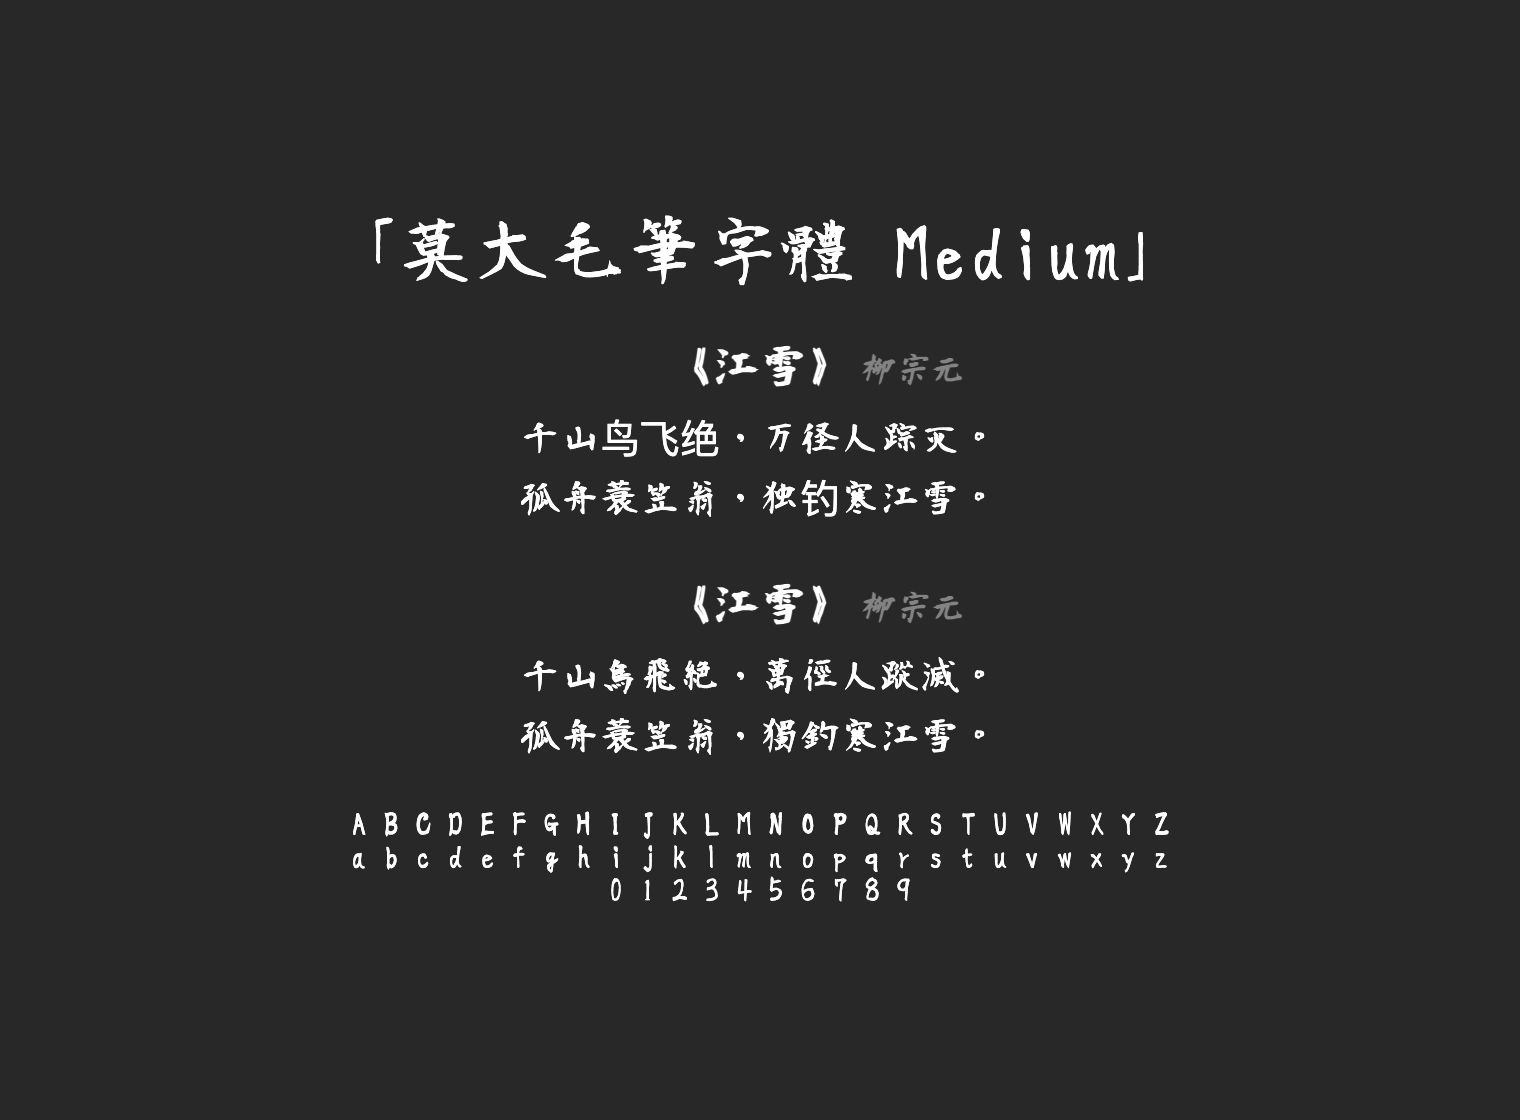 「莫大毛筆字體 Medium」
《江雪》 柳宗元
千山鸟飞绝，万径人踪灭。
孤舟蓑笠翁，独钓寒江雪。
《江雪》 柳宗元
千山鳥飛絕，萬徑人蹤滅。
孤舟蓑笠翁，獨釣寒江雪。
A B C D E F G H I J K L M N O P Q R S T U V W X Y Z
a b c d e f g h i j k l m n o p q r s t u v w x y z
0 1 2 3 4 5 6 7 8 9